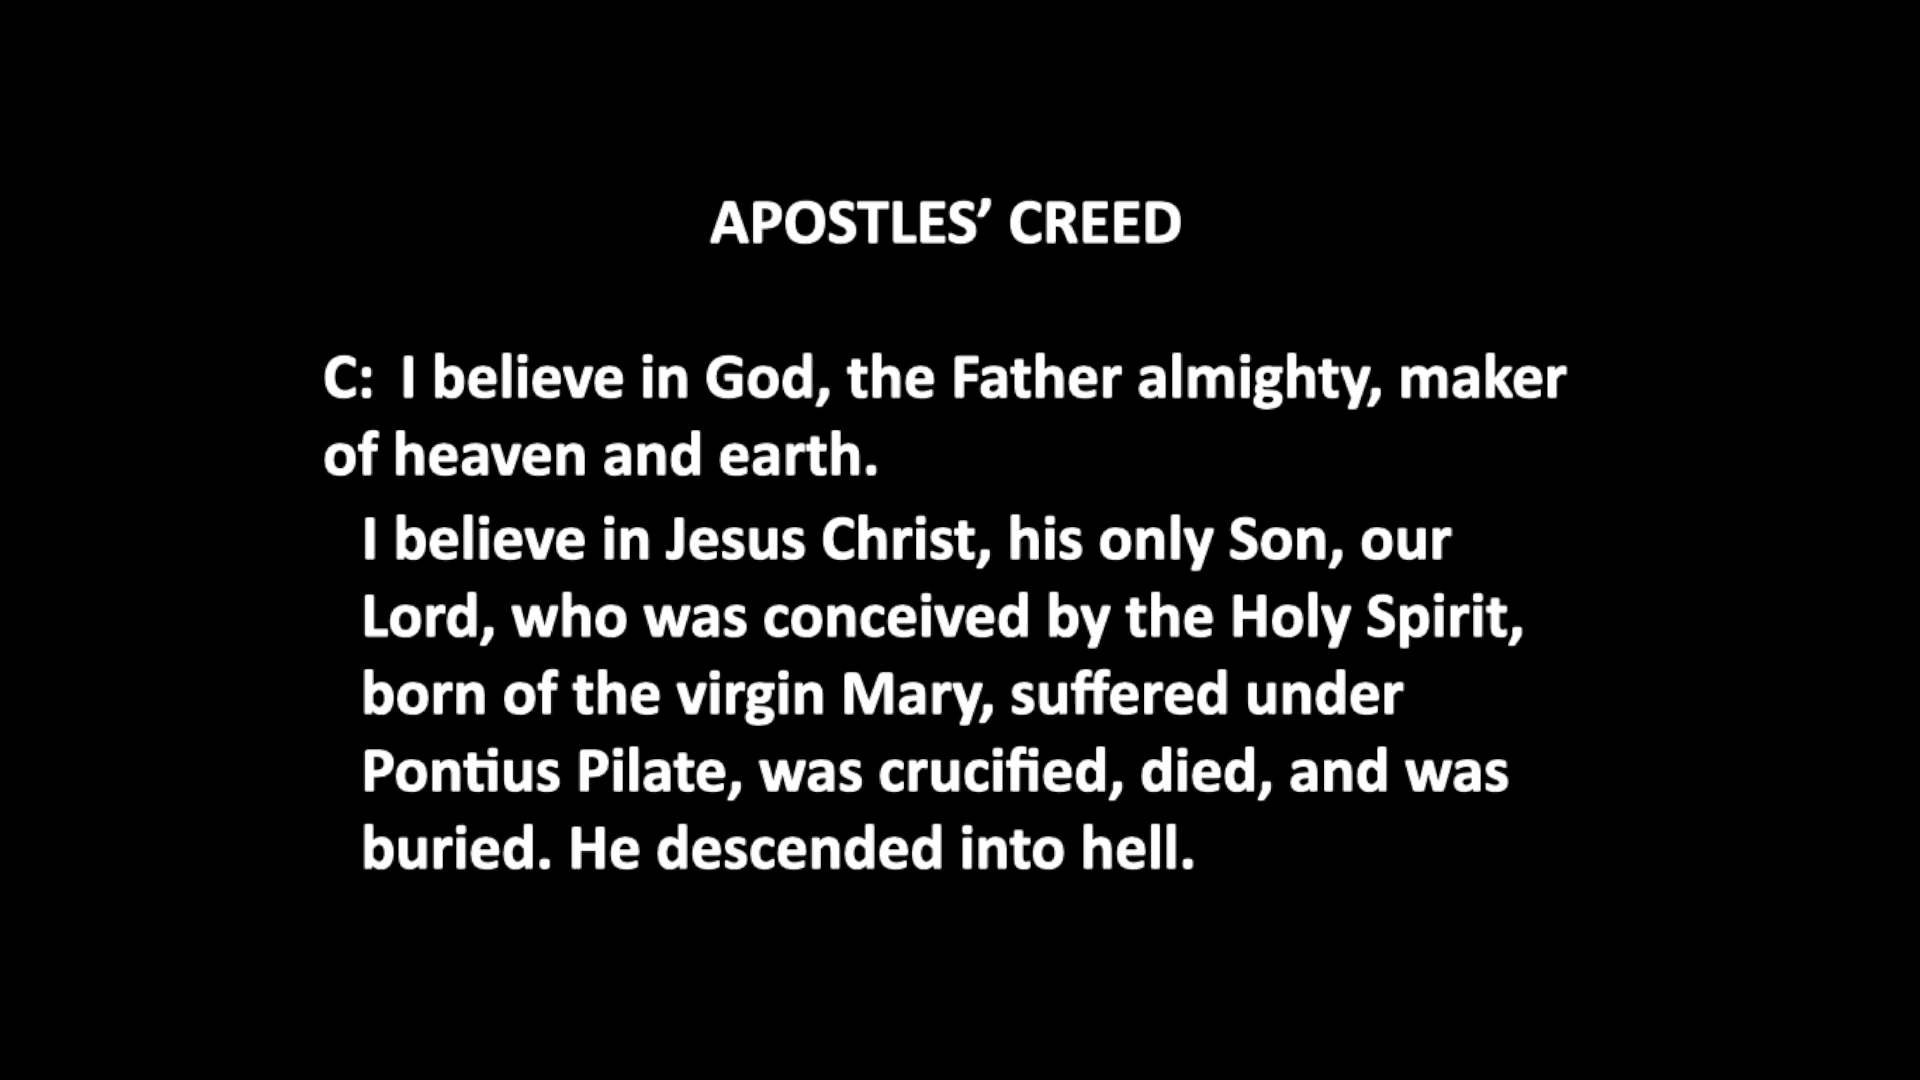 APOSTLES’ CREED
C:  I believe in God, the Father almighty, maker
of heaven and earth.
I believe in Jesus Christ, his only Son, our
Lord, who was conceived by the Holy Spirit,
born of the virgin Mary, suffered under
Pontius Pilate, was crucified, died, and was
buried. He descended into hell.